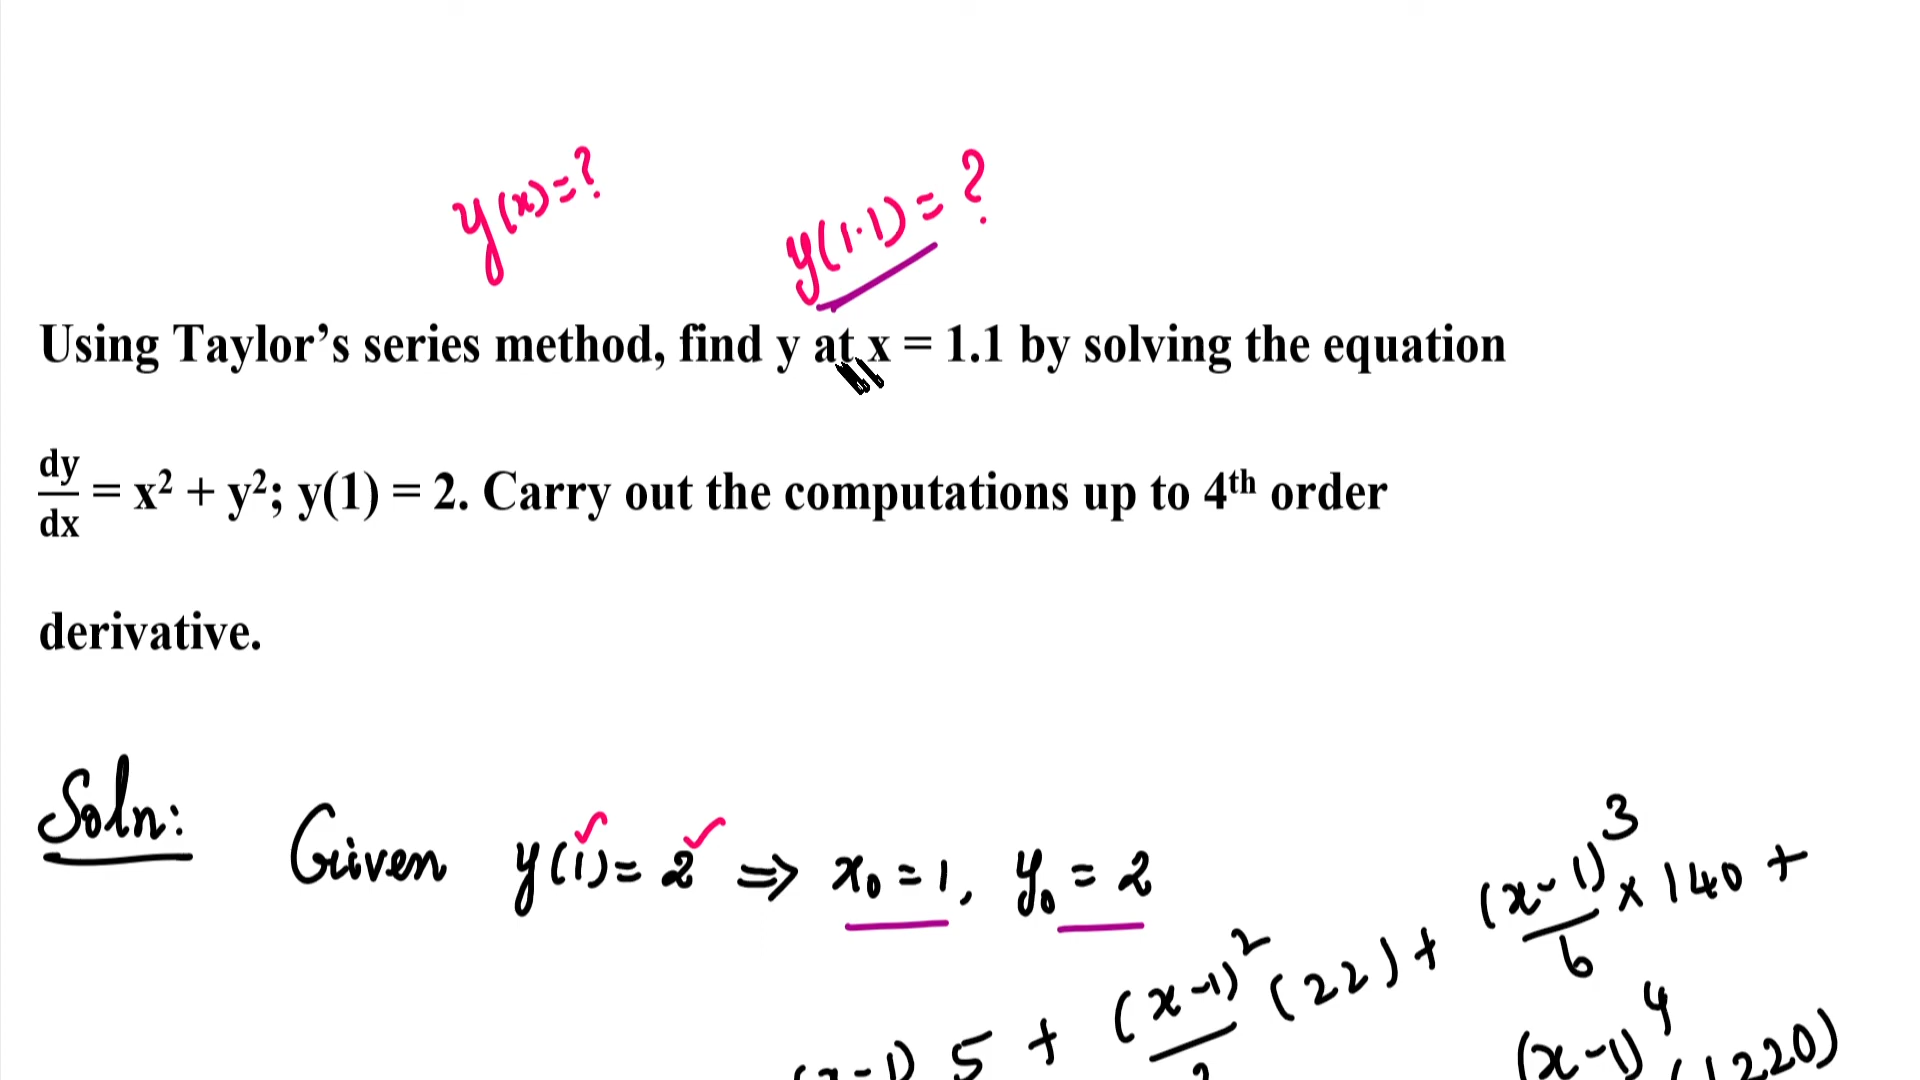 y(x)=?
y(1.1)=?
Using Taylor’s series method, find y at x = 1.1 by solving the equation
dy/dx = x² + y²; y(1) = 2. Carry out the computations up to 4ᵗʰ order
derivative.
Soln:
Given y(1)=2 ⇒ x₀=1, y₀=2
(x-1)5 + (x-1)²/2 (22) + (x-1)³/6 × 140 +
(x-1)⁴ (1220)